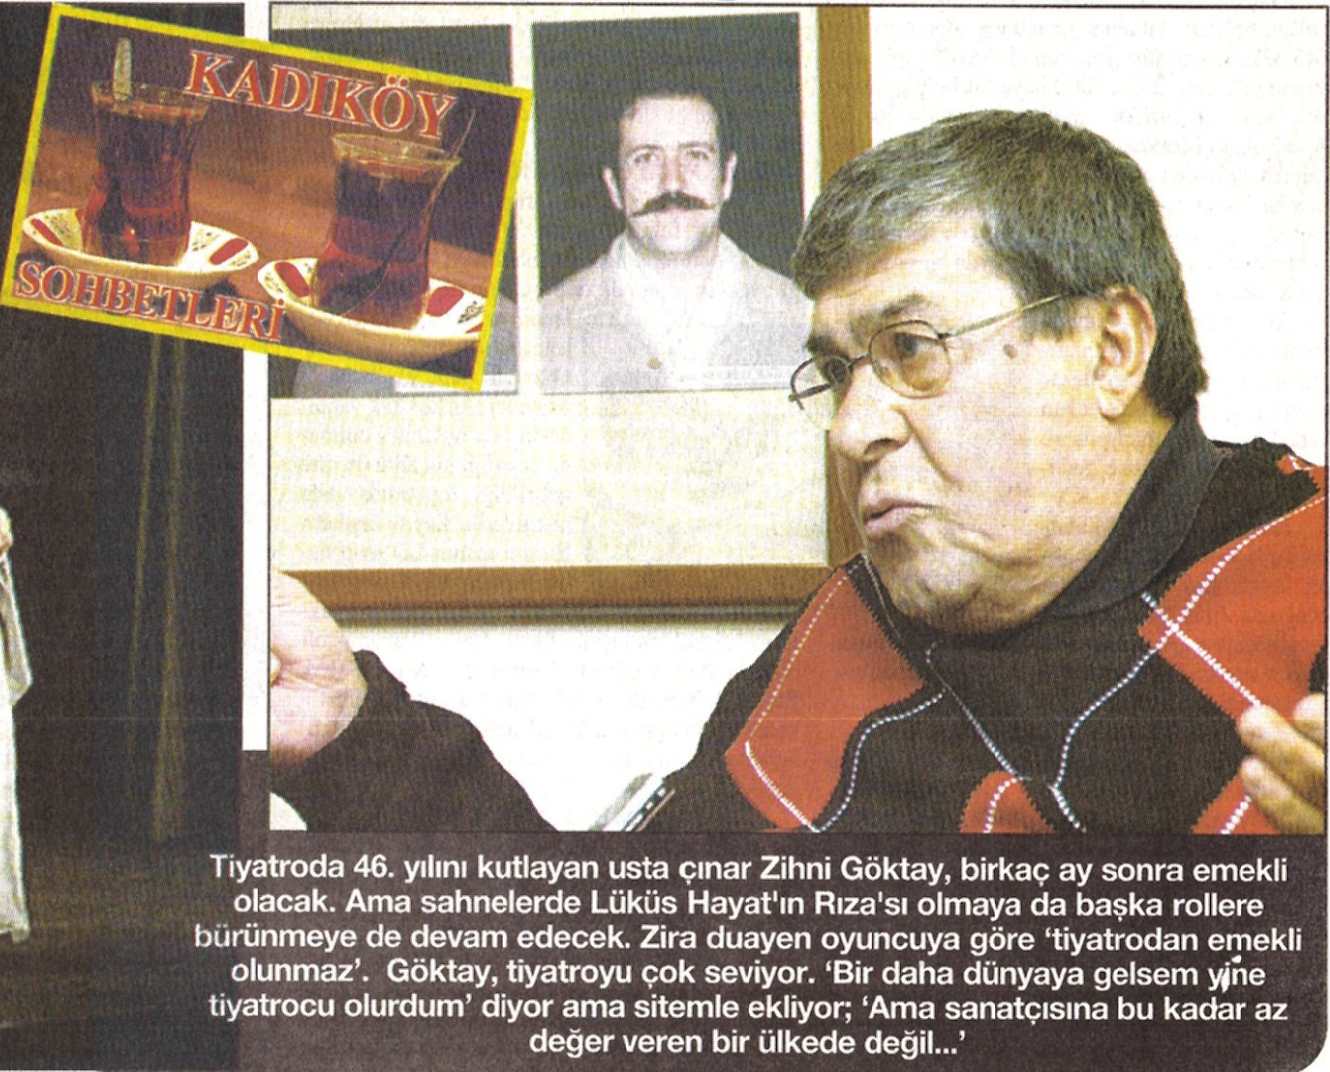 KADIKÖY
SOHBETLERİ
Tiyatroda 46. yılını kutlayan usta çınar Zihni Göktay, birkaç ay sonra emekli
olacak. Ama sahnelerde Lüküs Hayat'ın Rıza'sı olmaya da başka rollere
bürünmeye de devam edecek. Zira duayen oyuncuya göre ‘tiyatrodan emekli
olunmaz’. Göktay, tiyatroyu çok seviyor. ‘Bir daha dünyaya gelsem yine
tiyatrocu olurdum’ diyor ama sitemle ekliyor; ‘Ama sanatçısına bu kadar az
değer veren bir ülkede değil...’